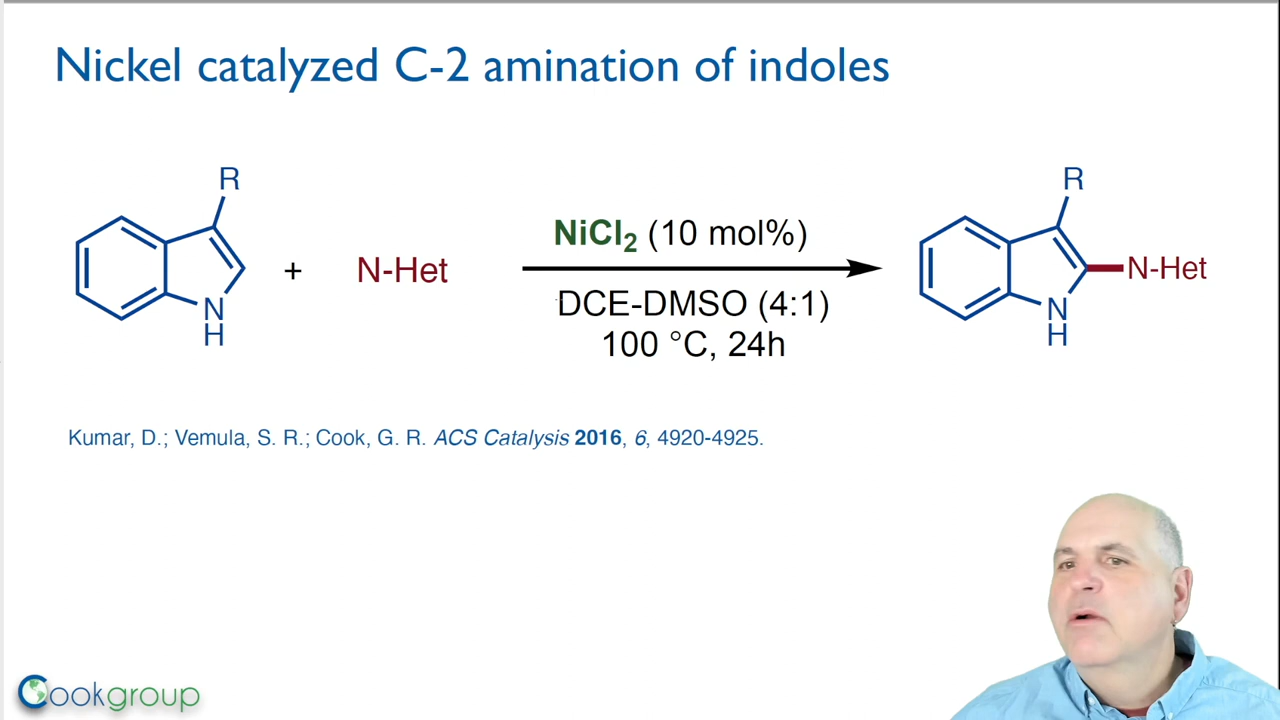 Nickel catalyzed C-2 amination of indoles
R
N
H
+
N-Het
NiCl2 (10 mol%)
DCE-DMSO (4:1)
100 °C, 24h
R
N
H
N-Het
Kumar, D.; Vemula, S. R.; Cook, G. R. ACS Catalysis 2016, 6, 4920-4925.
Cookgroup